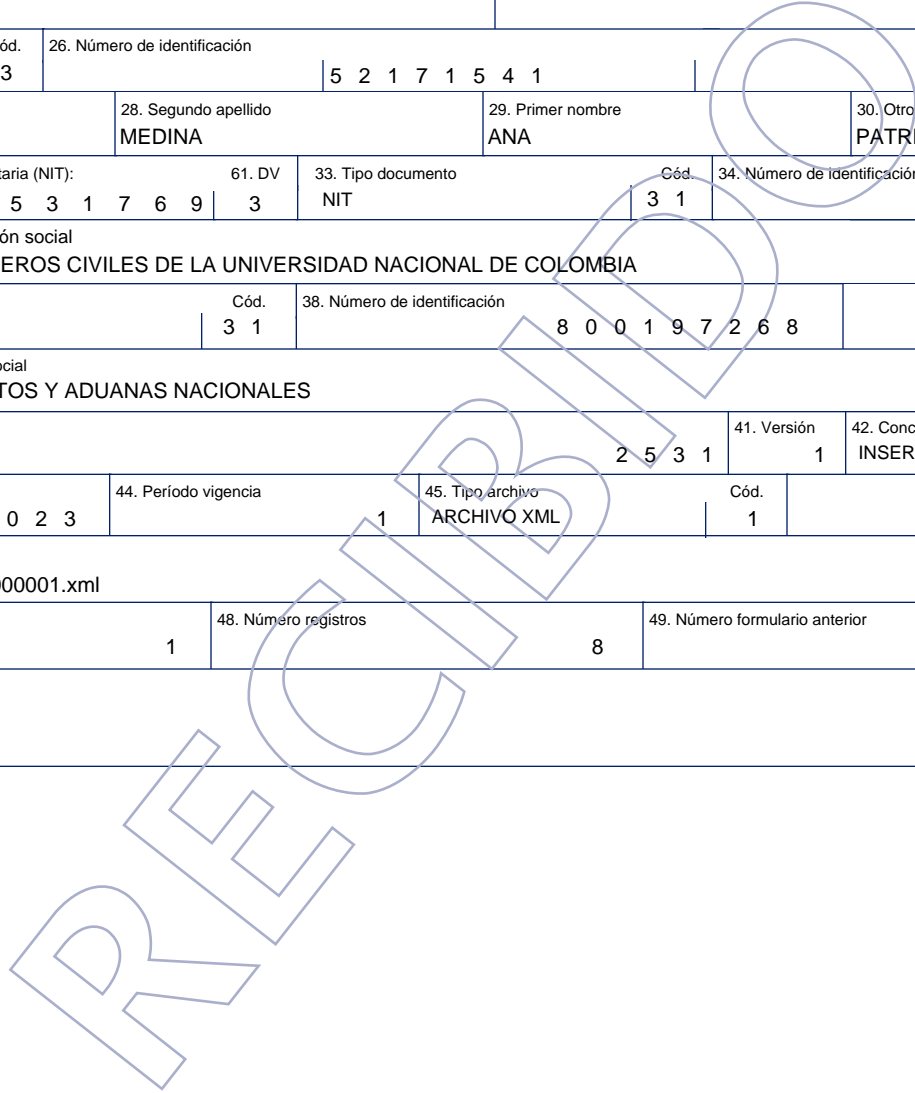 ód. 26. Número de identificación
3 5 2 1 7 1 5 4 1
28. Segundo apellido 29. Primer nombre 30. Otro
MEDINA ANA PATRI
taria (NIT): 61. DV 33. Tipo documento Cód. 34. Número de identificación
5 3 1 7 6 9 3 NIT 3 1
ón social
EROS CIVILES DE LA UNIVERSIDAD NACIONAL DE COLOMBIA
Cód. 38. Número de identificación
3 1 8 0 0 1 9 7 2 6 8
ocial
TOS Y ADUANAS NACIONALES
41. Versión 42. Conc
2 5 3 1 1 INSER
44. Período vigencia 45. Tipo archivo Cód.
0 2 3 1 ARCHIVO XML 1
000001.xml
48. Número registros 49. Número formulario anterior
1 8
RECIBIDO